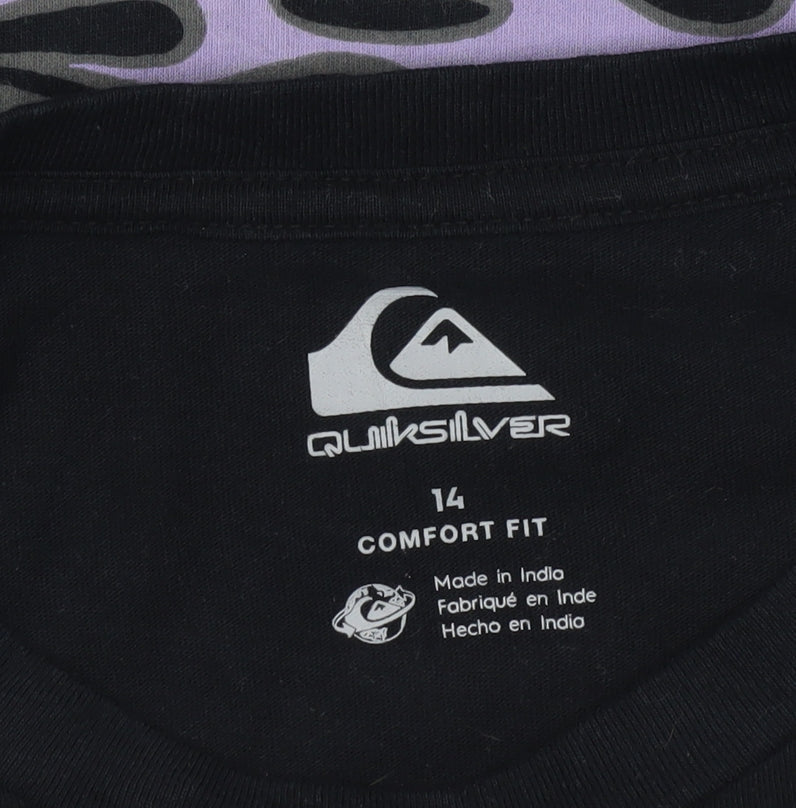 QUIKSILVER
14
COMFORT FIT
Made in India
Fabriqué en Inde
Hecho en India